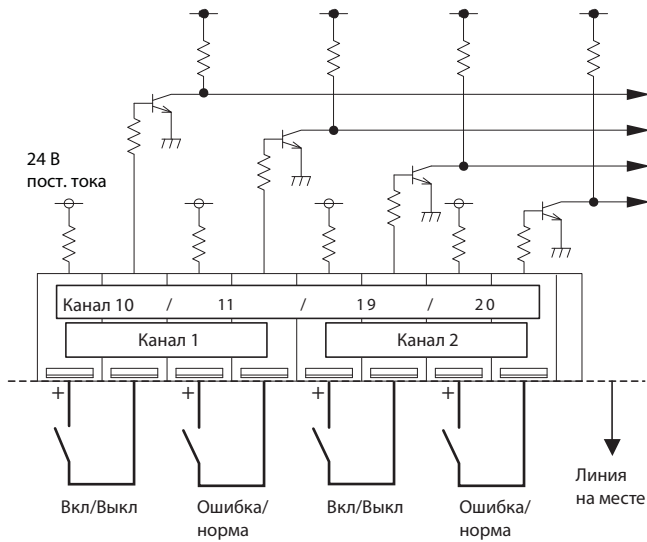 24 В
пост. тока
Канал 10 / 11 / 19 / 20
Канал 1 Канал 2
+ + + +
Вкл/Выкл Ошибка/ Вкл/Выкл Ошибка/ Линия
норма норма на месте